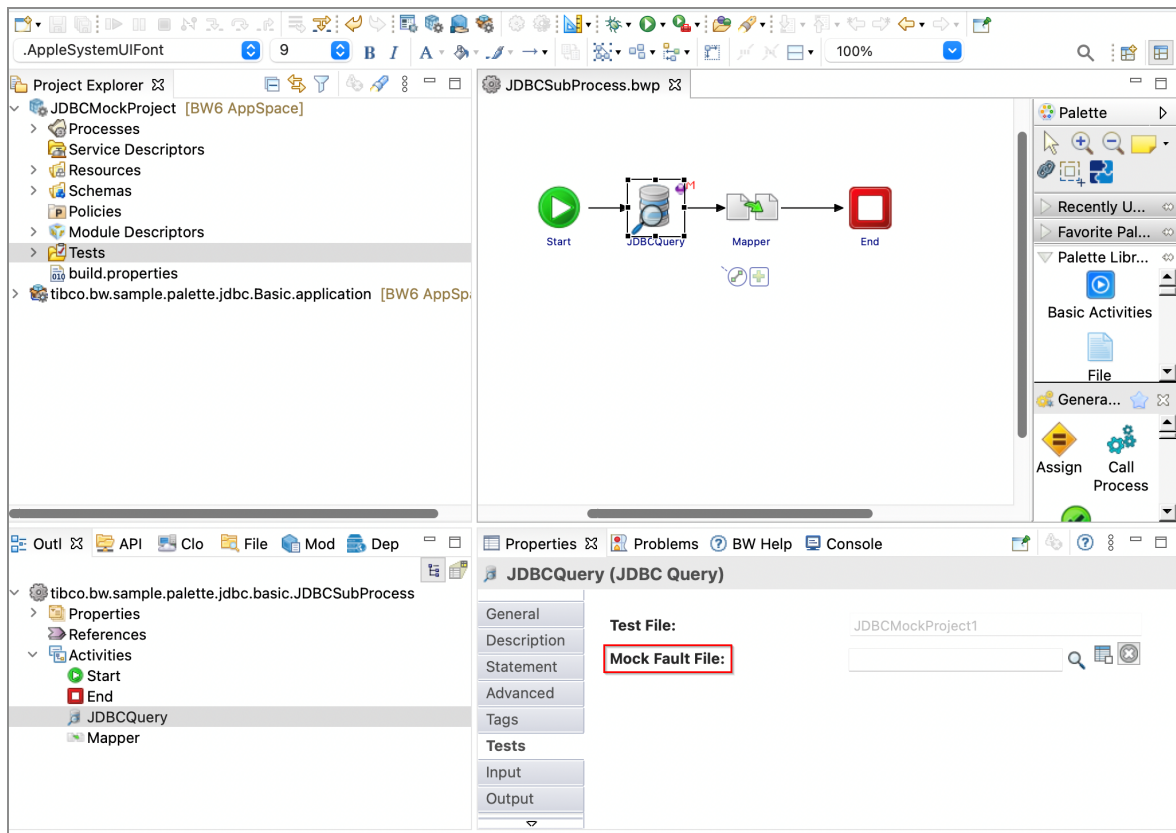 .AppleSystemUIFont
9
B I
A
100%
Project Explorer
JDBCMockProject [BW6 AppSpace]
Processes
Service Descriptors
Resources
Schemas
Policies
Module Descriptors
Tests
build.properties
tibco.bw.sample.palette.jdbc.Basic.application [BW6 AppSpa
JDBCSubProcess.bwp
M
Start
JDBCQuery
Mapper
End
Palette
Recently U...
Favorite Pal...
Palette Libr...
Basic Activities
File
Genera...
Assign
Call
Process
Outl
API
Clo
File
Mod
Dep
tibco.bw.sample.palette.jdbc.basic.JDBCSubProcess
Properties
References
Activities
Start
End
JDBCQuery
Mapper
Properties
Problems
BW Help
Console
JDBCQuery (JDBC Query)
General
Description
Statement
Advanced
Tags
Tests
Input
Output
Test File:
JDBCMockProject1
Mock Fault File: